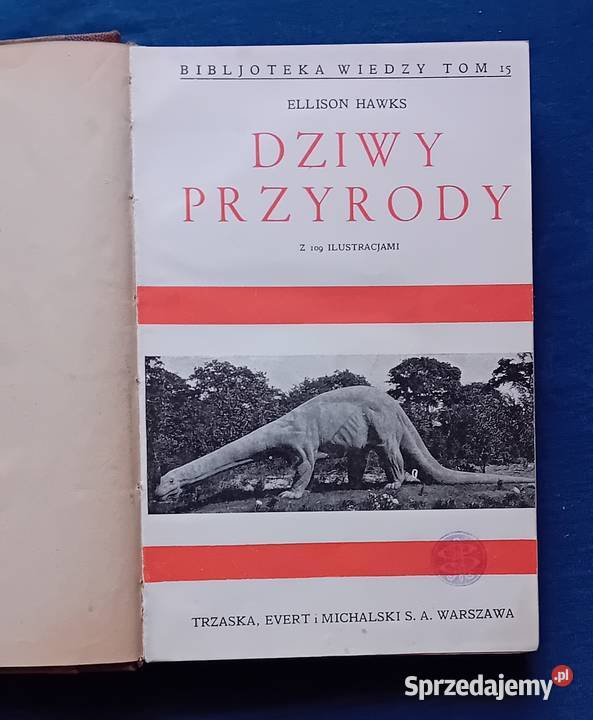 BIBLJOTEKA WIEDZY TOM 15
ELLISON HAWKS
DZIWY
PRZYRODY
Z 109 ILUSTRACJAMI
TRZASKA, EVERT i MICHALSKI S. A. WARSZAWA
Sprzedajemy.pl